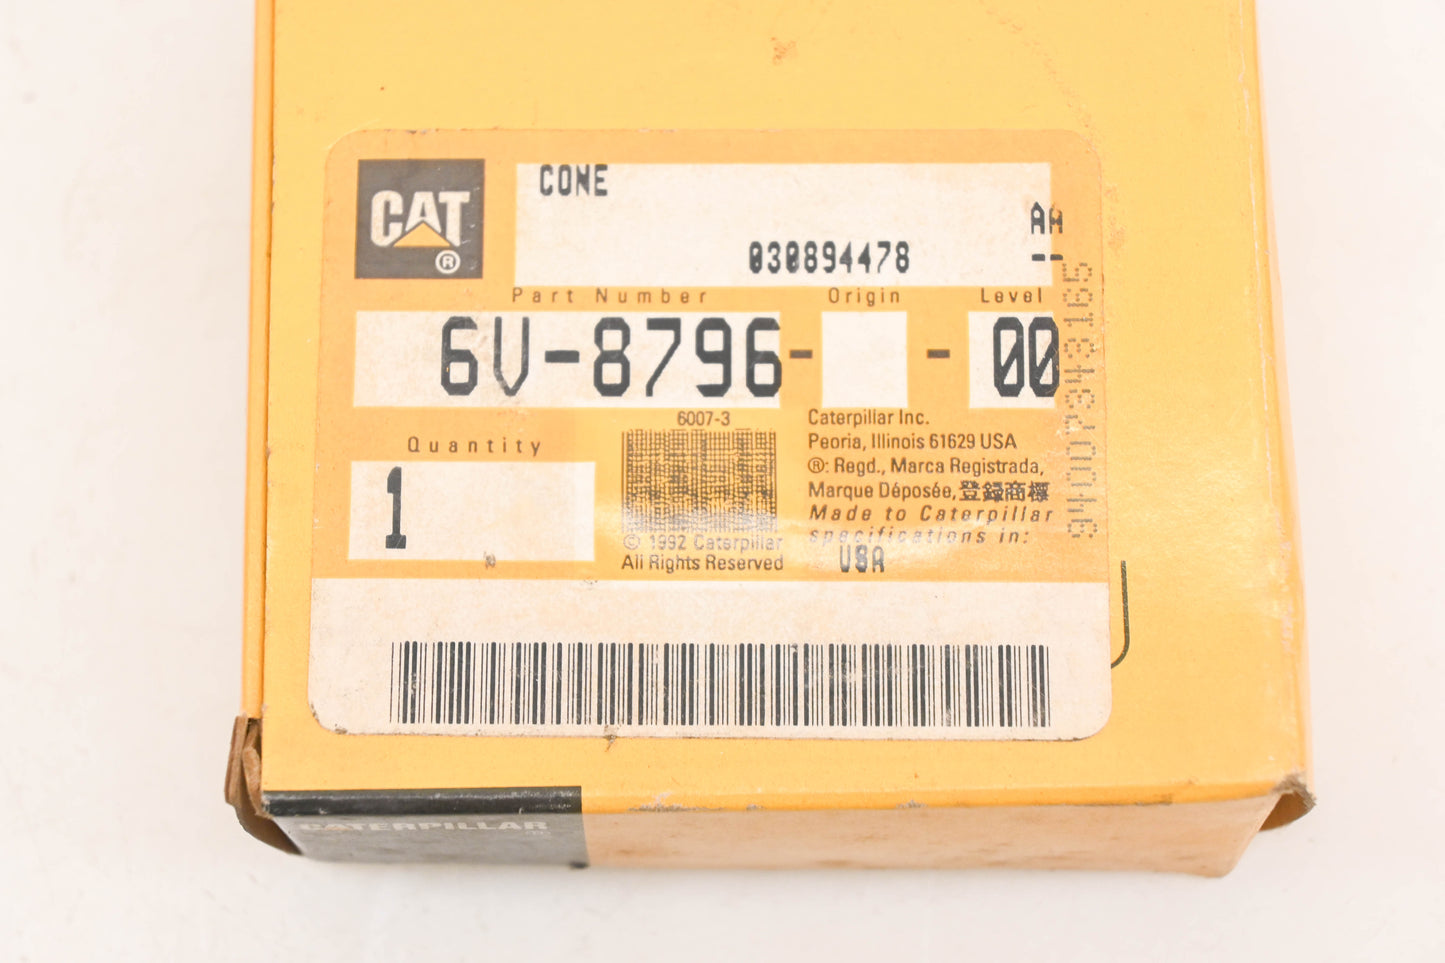 CAT
®
CONE
AA
030894478 --
Part Number Origin Level
6V-8796- - 00
6007-3
Quantity
1
© 1992 Caterpillar
All Rights Reserved
Caterpillar Inc.
Peoria, Illinois 61629 USA
®: Regd., Marca Registrada,
Marque Déposée, 登録商標
Made to Caterpillar
specifications in:
USA
CATERPILLAR